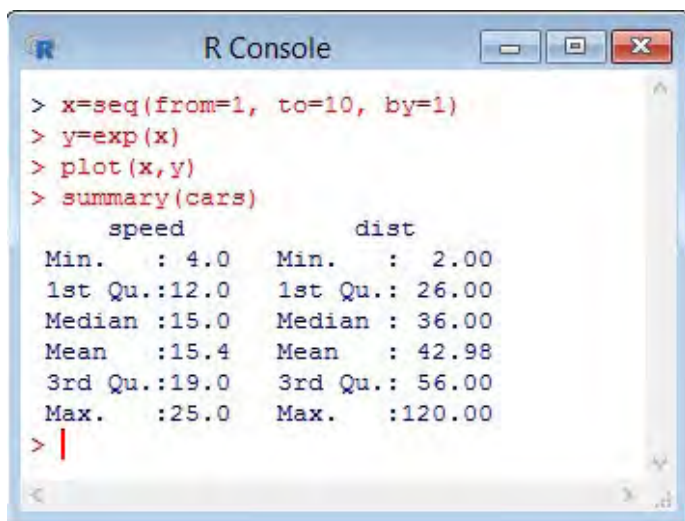 R Console
> x=seq(from=1, to=10, by=1)
> y=exp(x)
> plot(x,y)
> summary(cars)
     speed           dist
 Min.   : 4.0   Min.   :  2.00
 1st Qu.:12.0   1st Qu.: 26.00
 Median :15.0   Median : 36.00
 Mean   :15.4   Mean   : 42.98
 3rd Qu.:19.0   3rd Qu.: 56.00
 Max.   :25.0   Max.   :120.00
>